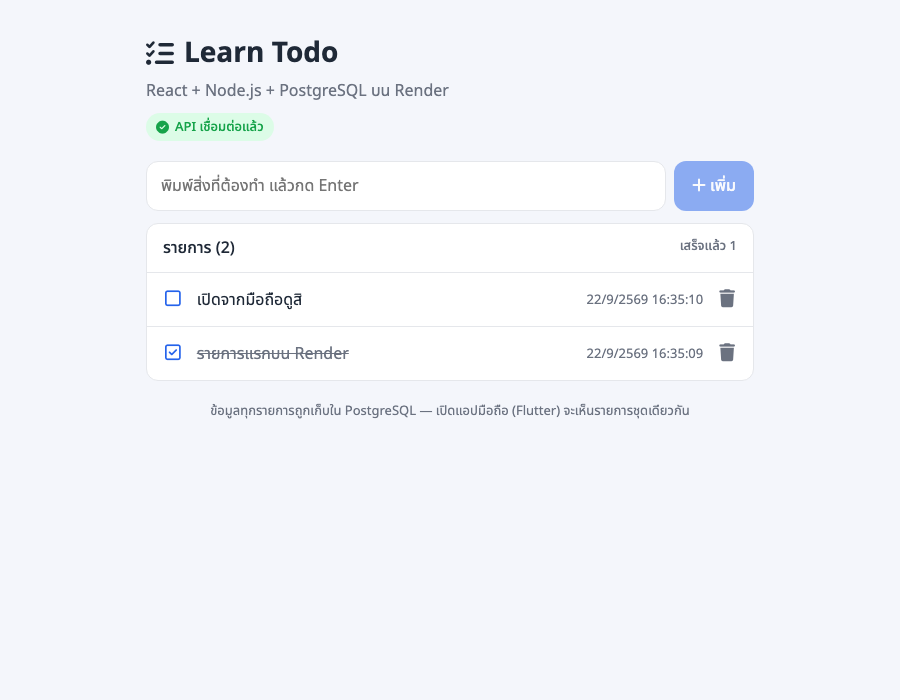 Learn Todo
React + Node.js + PostgreSQL บน Render
API เชื่อมต่อแล้ว
พิมพ์สิ่งที่ต้องทำ แล้วกด Enter
เพิ่ม
รายการ (2)
เสร็จแล้ว 1
เปิดจากมือถือดูสิ
22/9/2569 16:35:10
รายการแรกบน Render
22/9/2569 16:35:09
ข้อมูลทุกรายการถูกเก็บใน PostgreSQL — เปิดแอปมือถือ (Flutter) จะเห็นรายการชุดเดียวกัน